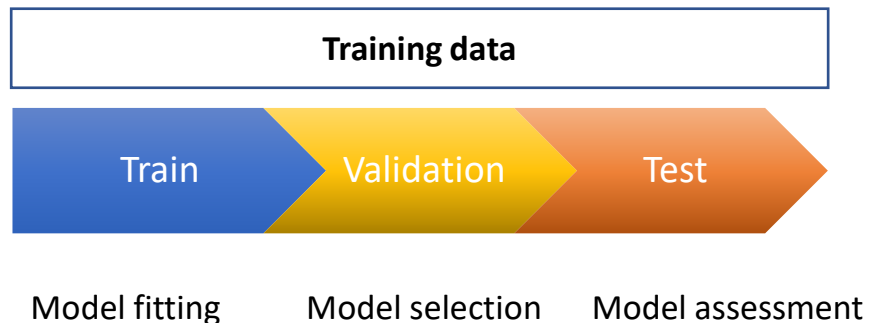 Training data
Train Validation Test
Model fitting Model selection Model assessment